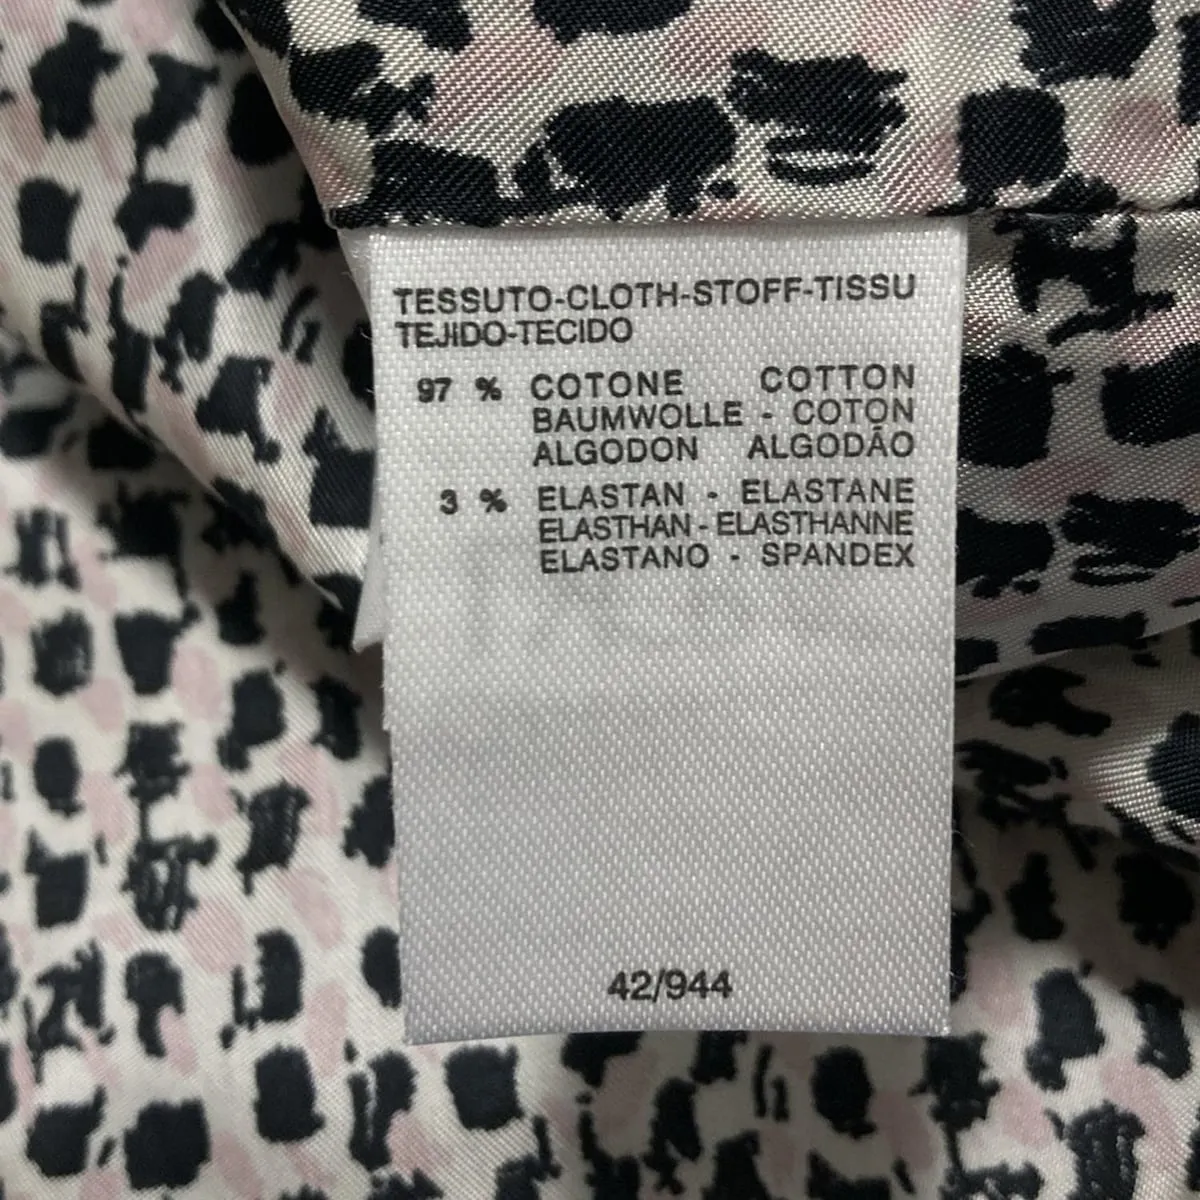 TESSUTO-CLOTH-STOFF-TISSU
TEJIDO-TECIDO
97 % COTONE COTTON
BAUMWOLLE - COTON
ALGODON ALGODÃO
3 % ELASTAN - ELASTANE
ELASTHAN - ELASTHANNE
ELASTANO - SPANDEX
42/944